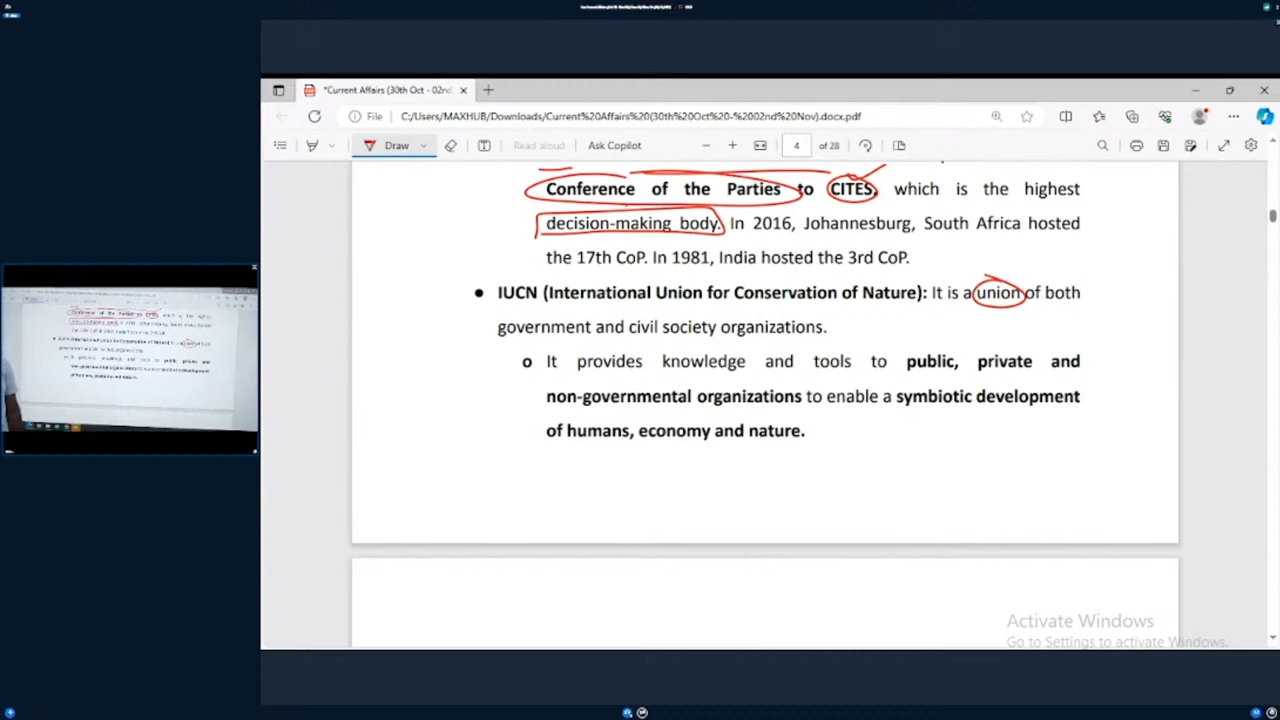 *Current Affairs (30th Oct - 02nd
File C:/Users/MAXHUB/Downloads/Current%20Affairs%20(30th%20Oct%20-%2002nd%20Nov).docx.pdf
Draw Read aloud Ask Copilot 4 of 28
Conference of the Parties to CITES, which is the highest
decision-making body. In 2016, Johannesburg, South Africa hosted
the 17th CoP. In 1981, India hosted the 3rd CoP.
• IUCN (International Union for Conservation of Nature): It is a union of both
government and civil society organizations.
o It provides knowledge and tools to public, private and
non-governmental organizations to enable a symbiotic development
of humans, economy and nature.
Activate Windows
Go to Settings to activate Windows.